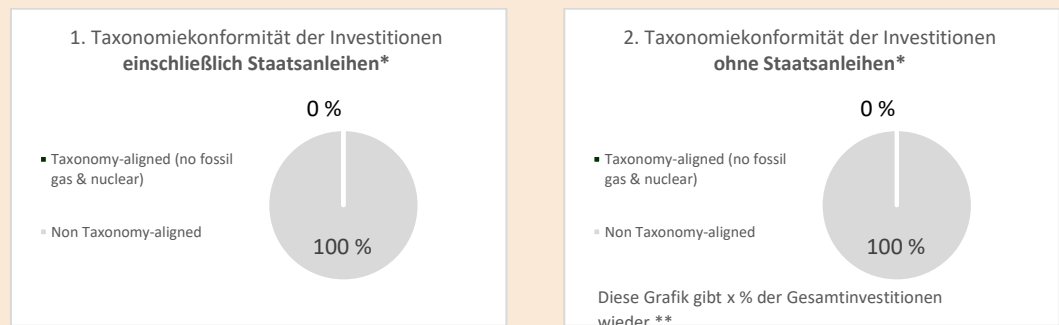 1. Taxonomiekonformität der Investitionen
einschließlich Staatsanleihen*
0 %
▪ Taxonomy-aligned (no fossil
gas & nuclear)
▪ Non Taxonomy-aligned
100 %
2. Taxonomiekonformität der Investitionen
ohne Staatsanleihen*
0 %
▪ Taxonomy-aligned (no fossil
gas & nuclear)
▪ Non Taxonomy-aligned
100 %
Diese Grafik gibt x % der Gesamtinvestitionen
wieder.**